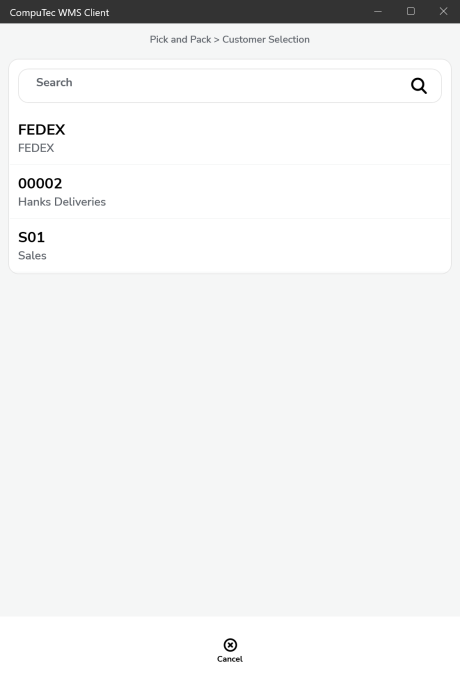 CompuTec WMS Client
Pick and Pack > Customer Selection
Search
FEDEX
FEDEX
00002
Hanks Deliveries
S01
Sales
Cancel